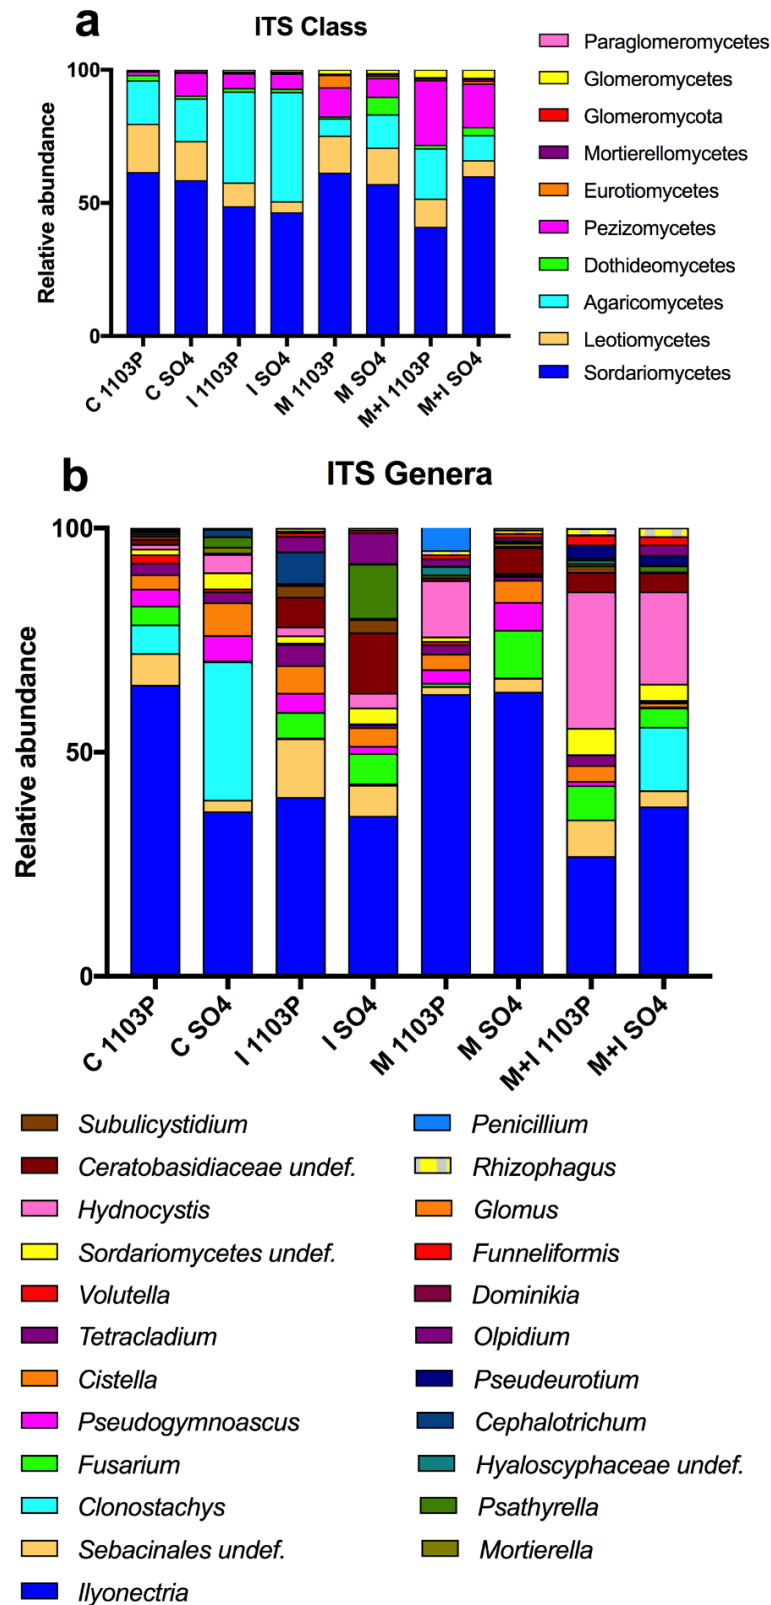 a
ITS Class
Relative abundance
100
50
0
C 1103P
C SO4
I 1103P
I SO4
M 1103P
M SO4
M+I 1103P
M+I SO4
Paraglomeromycetes
Glomeromycetes
Glomeromycota
Mortierellomycetes
Eurotiomycetes
Pezizomycetes
Dothideomycetes
Agaricomycetes
Leotiomycetes
Sordariomycetes
b
ITS Genera
Relative abundance
100
50
0
C 1103P
C SO4
I 1103P
I SO4
M 1103P
M SO4
M+I 1103P
M+I SO4
Subulicystidium
Ceratobasidiaceae undef.
Hydnocystis
Sordariomycetes undef.
Volutella
Tetracladium
Cistella
Pseudogymnoascus
Fusarium
Clonostachys
Sebacinales undef.
Ilyonectria
Penicillium
Rhizophagus
Glomus
Funneliformis
Dominikia
Olpidium
Pseudeurotium
Cephalotrichum
Hyaloscyphaceae undef.
Psathyrella
Mortierella